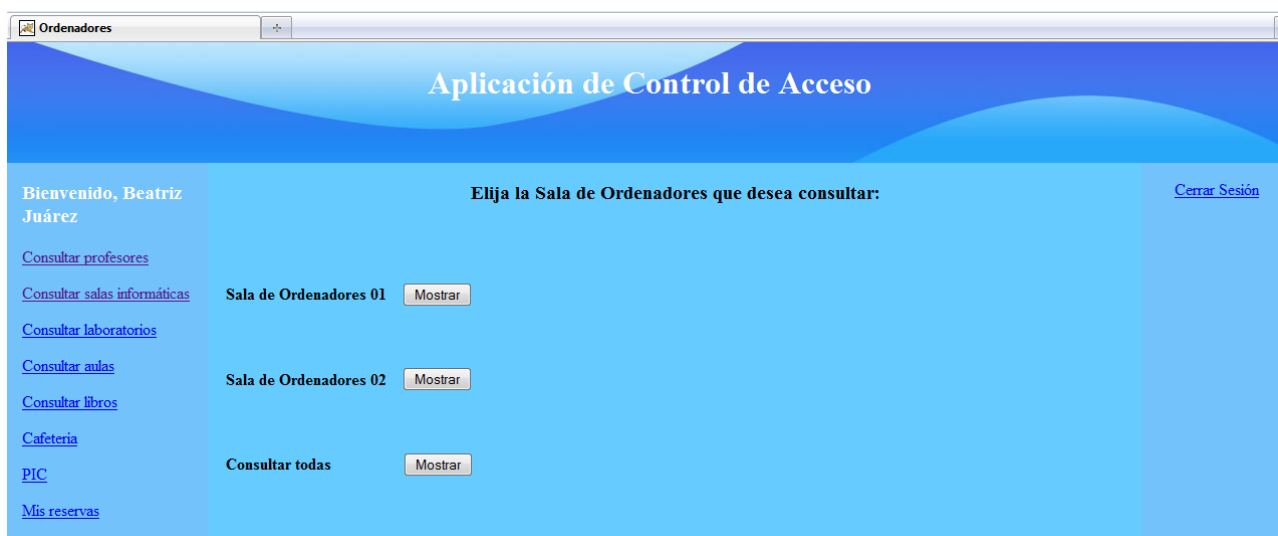 Ordenadores
Aplicación de Control de Acceso
Bienvenido, Beatriz
Juárez
Consultar profesores
Consultar salas informáticas
Consultar laboratorios
Consultar aulas
Consultar libros
Cafeteria
PIC
Mis reservas
Elija la Sala de Ordenadores que desea consultar:
Sala de Ordenadores 01 Mostrar
Sala de Ordenadores 02 Mostrar
Consultar todas Mostrar
Cerrar Sesión